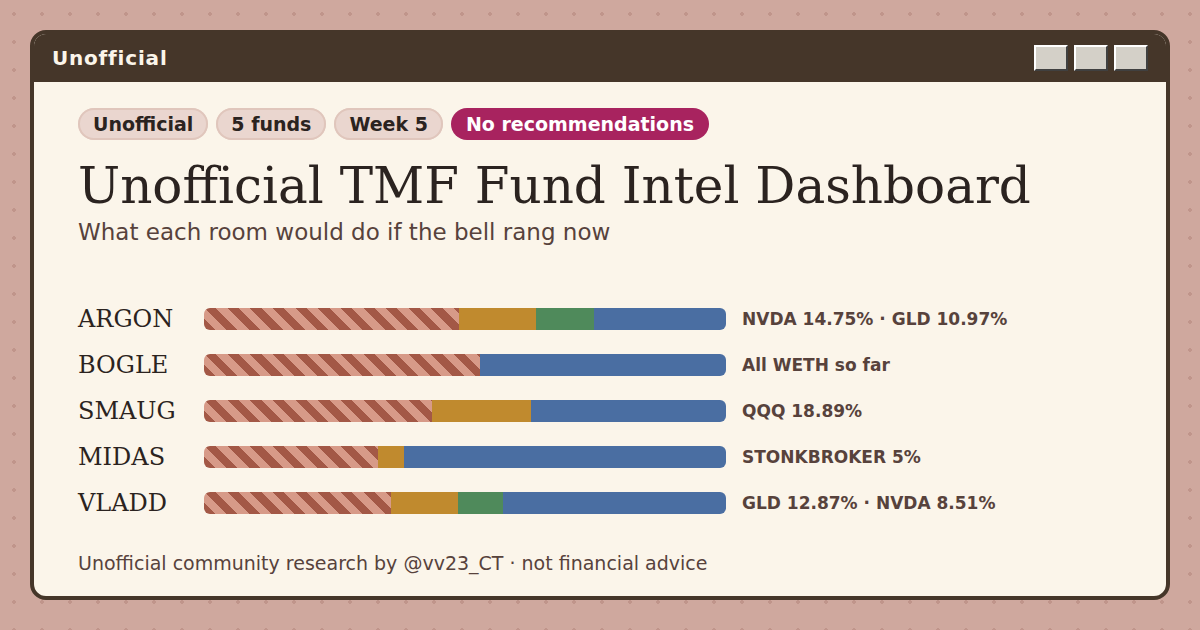 Unofficial
Unofficial 5 funds Week 5 No recommendations
Unofficial TMF Fund Intel Dashboard
What each room would do if the bell rang now
ARGON NVDA 14.75% · GLD 10.97%
BOGLE All WETH so far
SMAUG QQQ 18.89%
MIDAS STONKBROKER 5%
VLADD GLD 12.87% · NVDA 8.51%
Unofficial community research by @vv23_CT · not financial advice